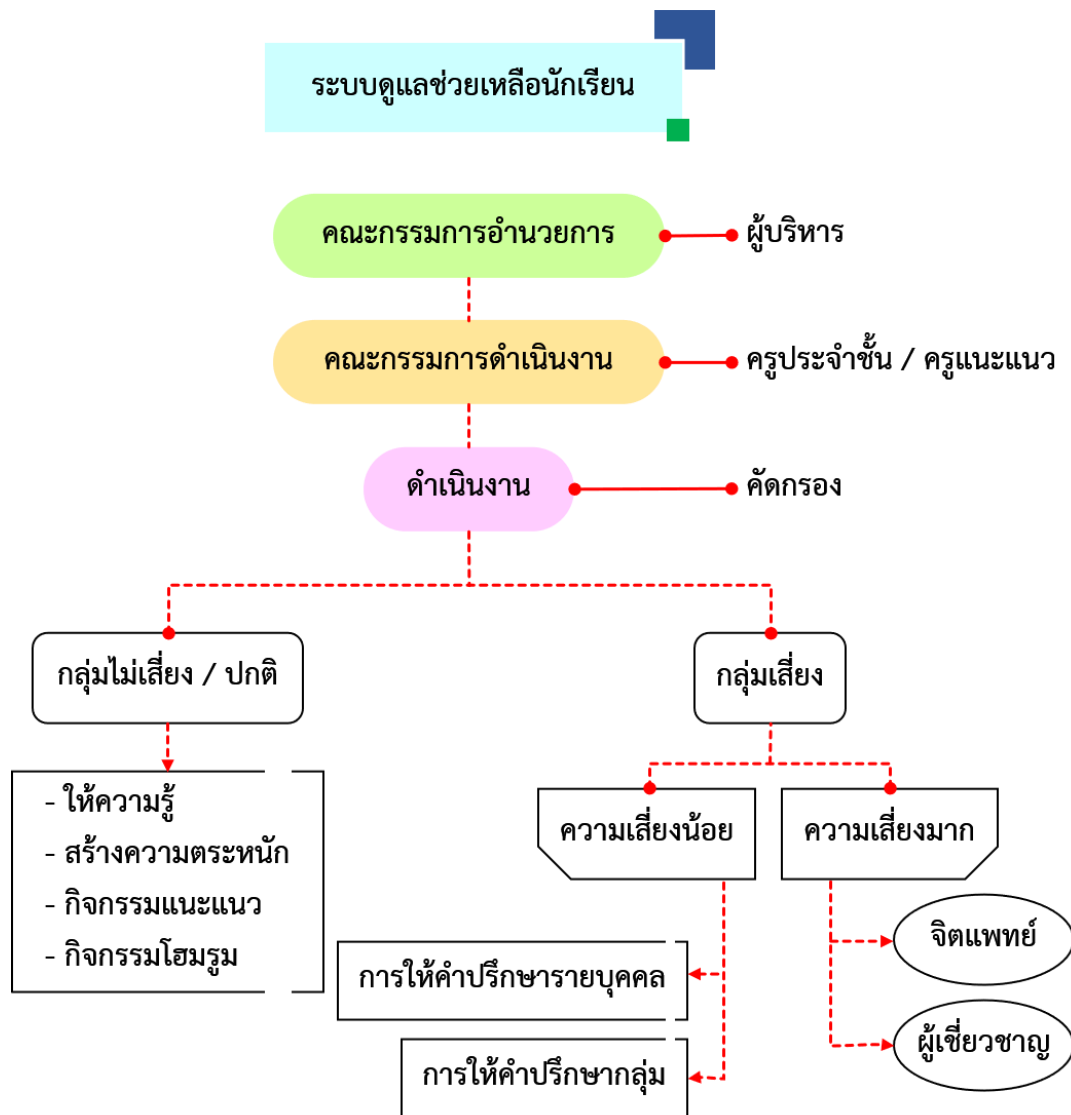 ระบบดูแลช่วยเหลือนักเรียน
คณะกรรมการอำนวยการ
ผู้บริหาร
คณะกรรมการดำเนินงาน
ครูประจำชั้น / ครูแนะแนว
ดำเนินงาน
คัดกรอง
กลุ่มไม่เสี่ยง / ปกติ
กลุ่มเสี่ยง
- ให้ความรู้
- สร้างความตระหนัก
- กิจกรรมแนะแนว
- กิจกรรมโฮมรูม
ความเสี่ยงน้อย
ความเสี่ยงมาก
การให้คำปรึกษารายบุคคล
การให้คำปรึกษากลุ่ม
จิตแพทย์
ผู้เชี่ยวชาญ